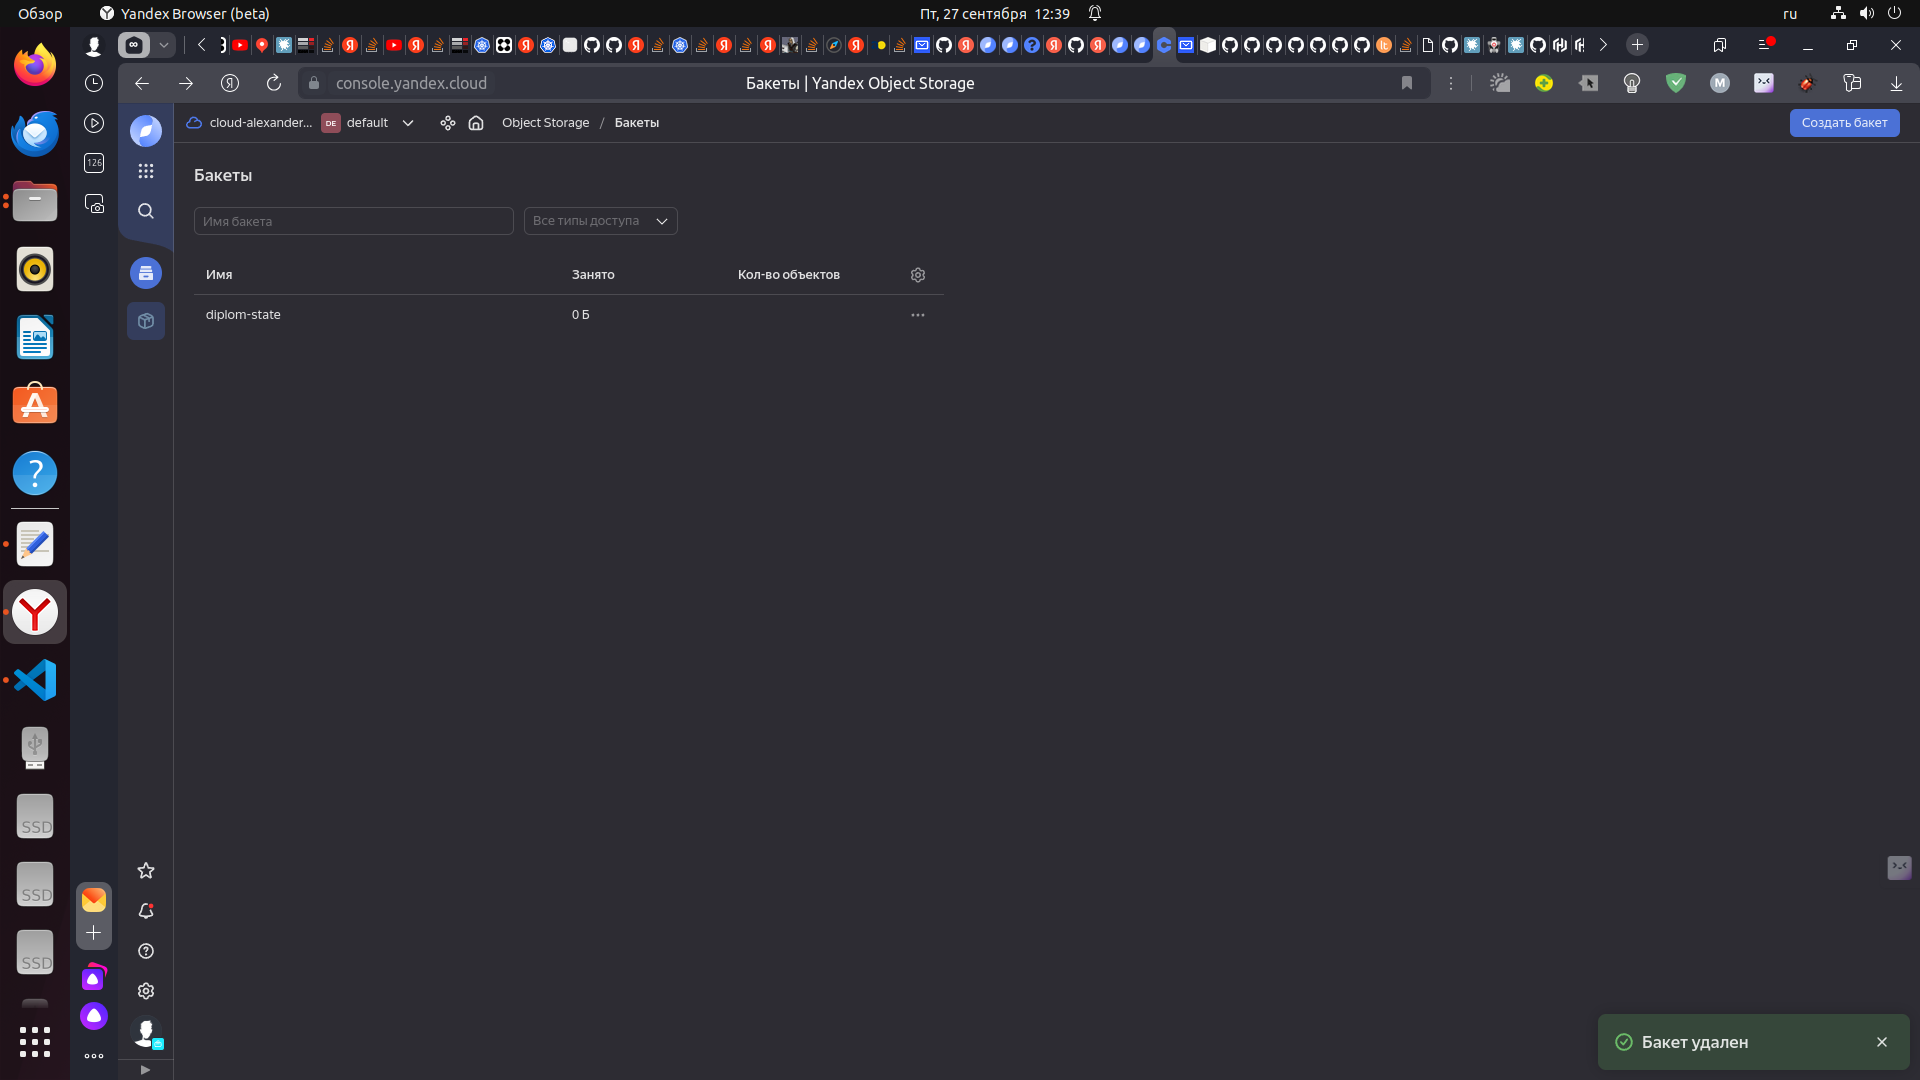 Обзор
Yandex Browser (beta)
Пт, 27 сентября 12:39
ru
console.yandex.cloud
Бакеты | Yandex Object Storage
M
126
cloud-alexander...
DE
default
Object Storage / Бакеты
Создать бакет
Бакеты
Имя бакета
Все типы доступа
Имя
Занято
Кол-во объектов
diplom-state
0 Б
SSD
SSD
SSD
Бакет удален